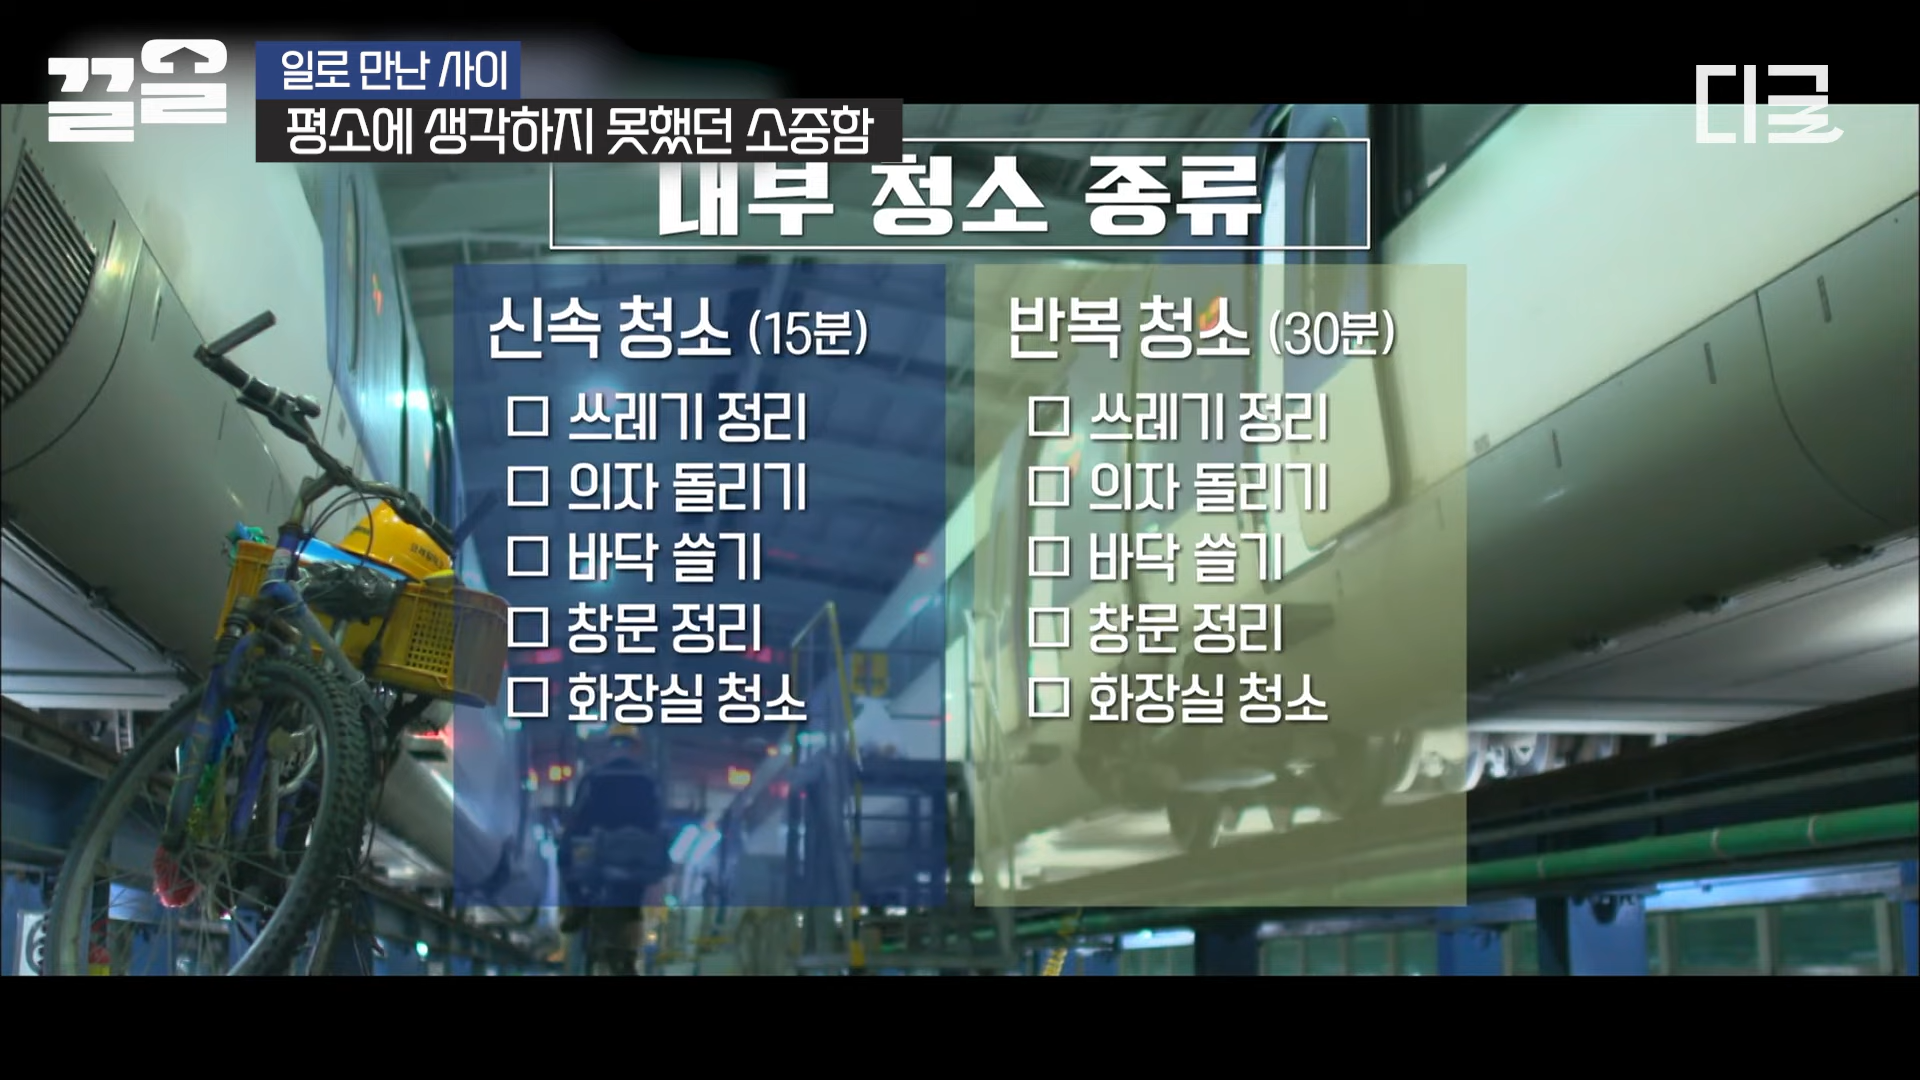 끌올
일로 만난 사이
평소에 생각하지 못했던 소중함
디글
내부 청소 종류
신속 청소 (15분)
□ 쓰레기 정리
□ 의자 돌리기
□ 바닥 쓸기
□ 창문 정리
□ 화장실 청소
반복 청소 (30분)
□ 쓰레기 정리
□ 의자 돌리기
□ 바닥 쓸기
□ 창문 정리
□ 화장실 청소